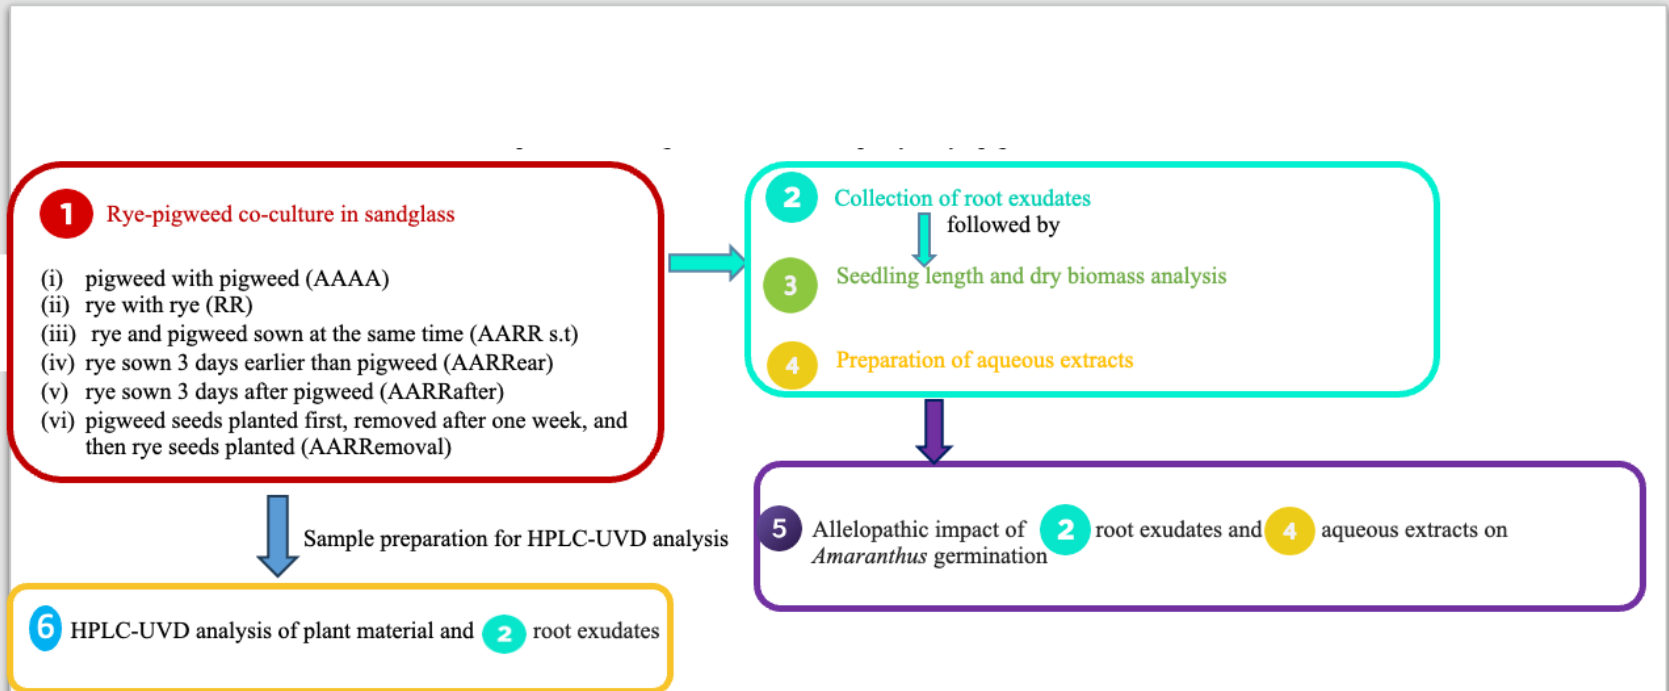 1 Rye-pigweed co-culture in sandglass
(i) pigweed with pigweed (AAAA)
(ii) rye with rye (RR)
(iii) rye and pigweed sown at the same time (AARR s.t)
(iv) rye sown 3 days earlier than pigweed (AARRear)
(v) rye sown 3 days after pigweed (AARRafter)
(vi) pigweed seeds planted first, removed after one week, and
then rye seeds planted (AARRemoval)
2 Collection of root exudates
followed by
3 Seedling length and dry biomass analysis
4 Preparation of aqueous extracts
5 Allelopathic impact of 2 root exudates and 4 aqueous extracts on
Amaranthus germination
Sample preparation for HPLC-UVD analysis
6 HPLC-UVD analysis of plant material and 2 root exudates